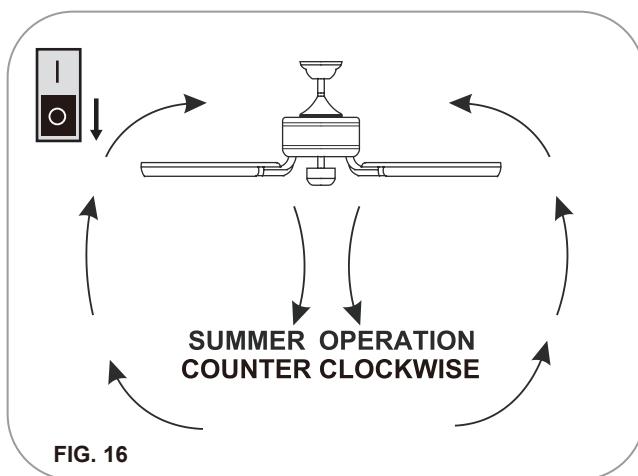 I
O
SUMMER OPERATION
COUNTER CLOCKWISE
FIG. 16